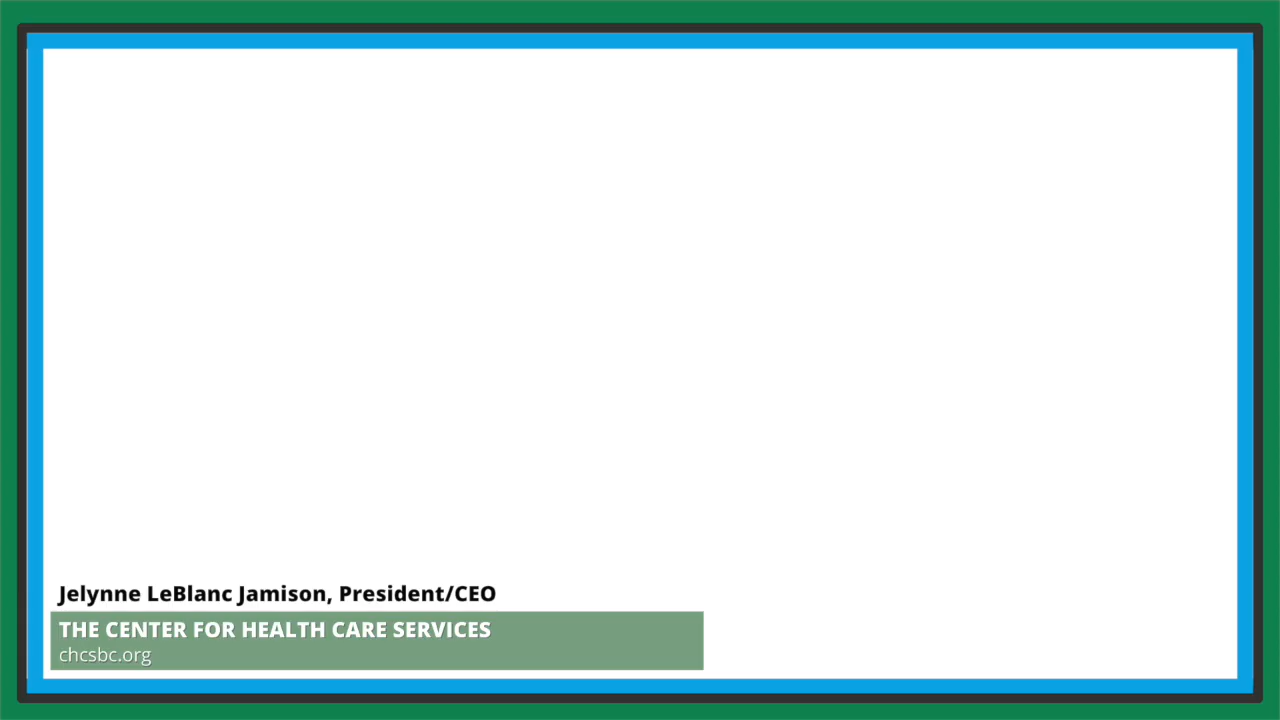 Jelynne LeBlanc Jamison, President/CEO
THE CENTER FOR HEALTH CARE SERVICES
chcsbc.org